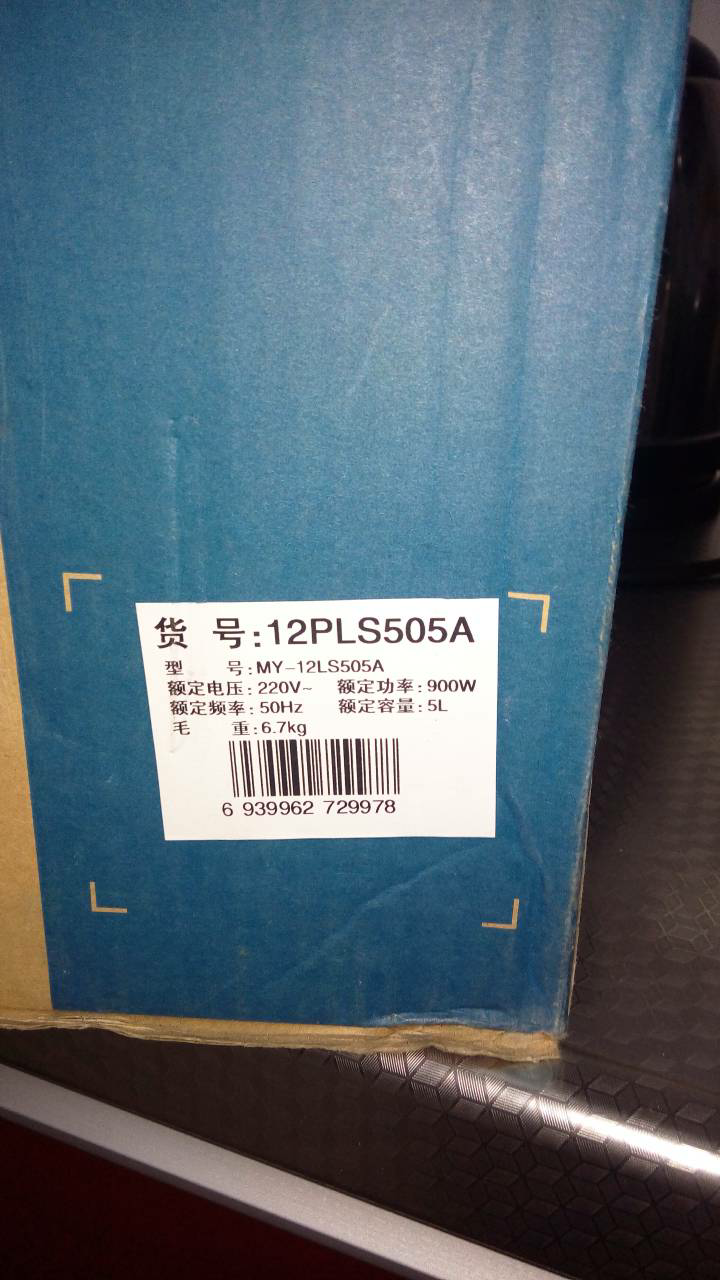 货 号:12PLS505A
型 号:MY-12LS505A
额定电压:220V~ 额定功率:900W
额定频率:50Hz 额定容量:5L
毛 重:6.7kg
6 939962 729978